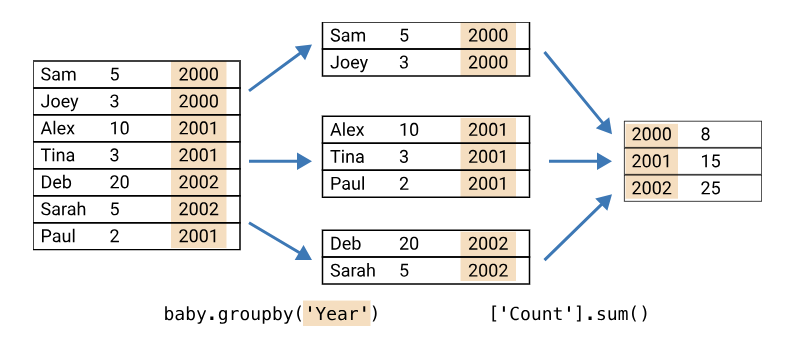 Sam 5 2000
Joey 3 2000
Alex 10 2001
Tina 3 2001
Deb 20 2002
Sarah 5 2002
Paul 2 2001
Sam 5 2000
Joey 3 2000
Alex 10 2001
Tina 3 2001
Paul 2 2001
Deb 20 2002
Sarah 5 2002
2000 8
2001 15
2002 25
baby.groupby('Year')
['Count'].sum()